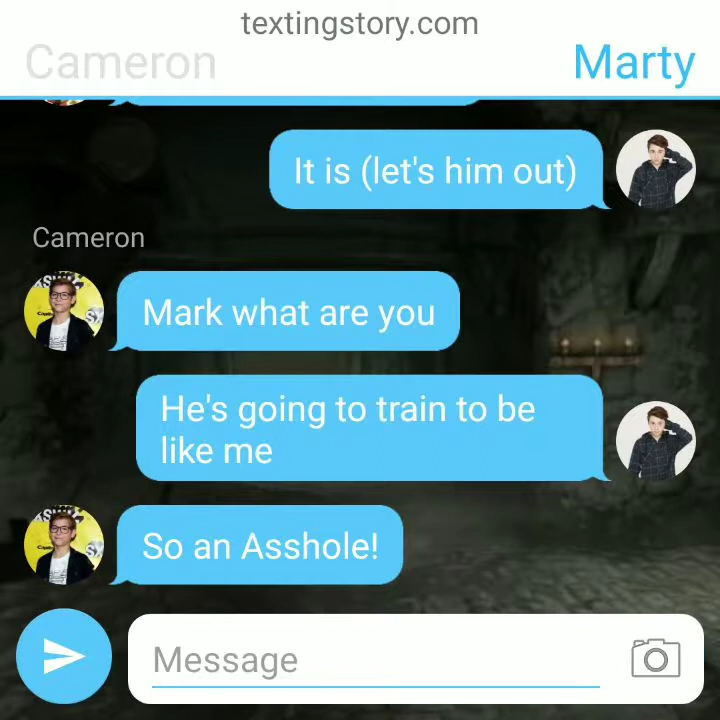 textingstory.com
Cameron
Marty
It is (let's him out)
Cameron
Mark what are you
He's going to train to be
like me
So an Asshole!
Message